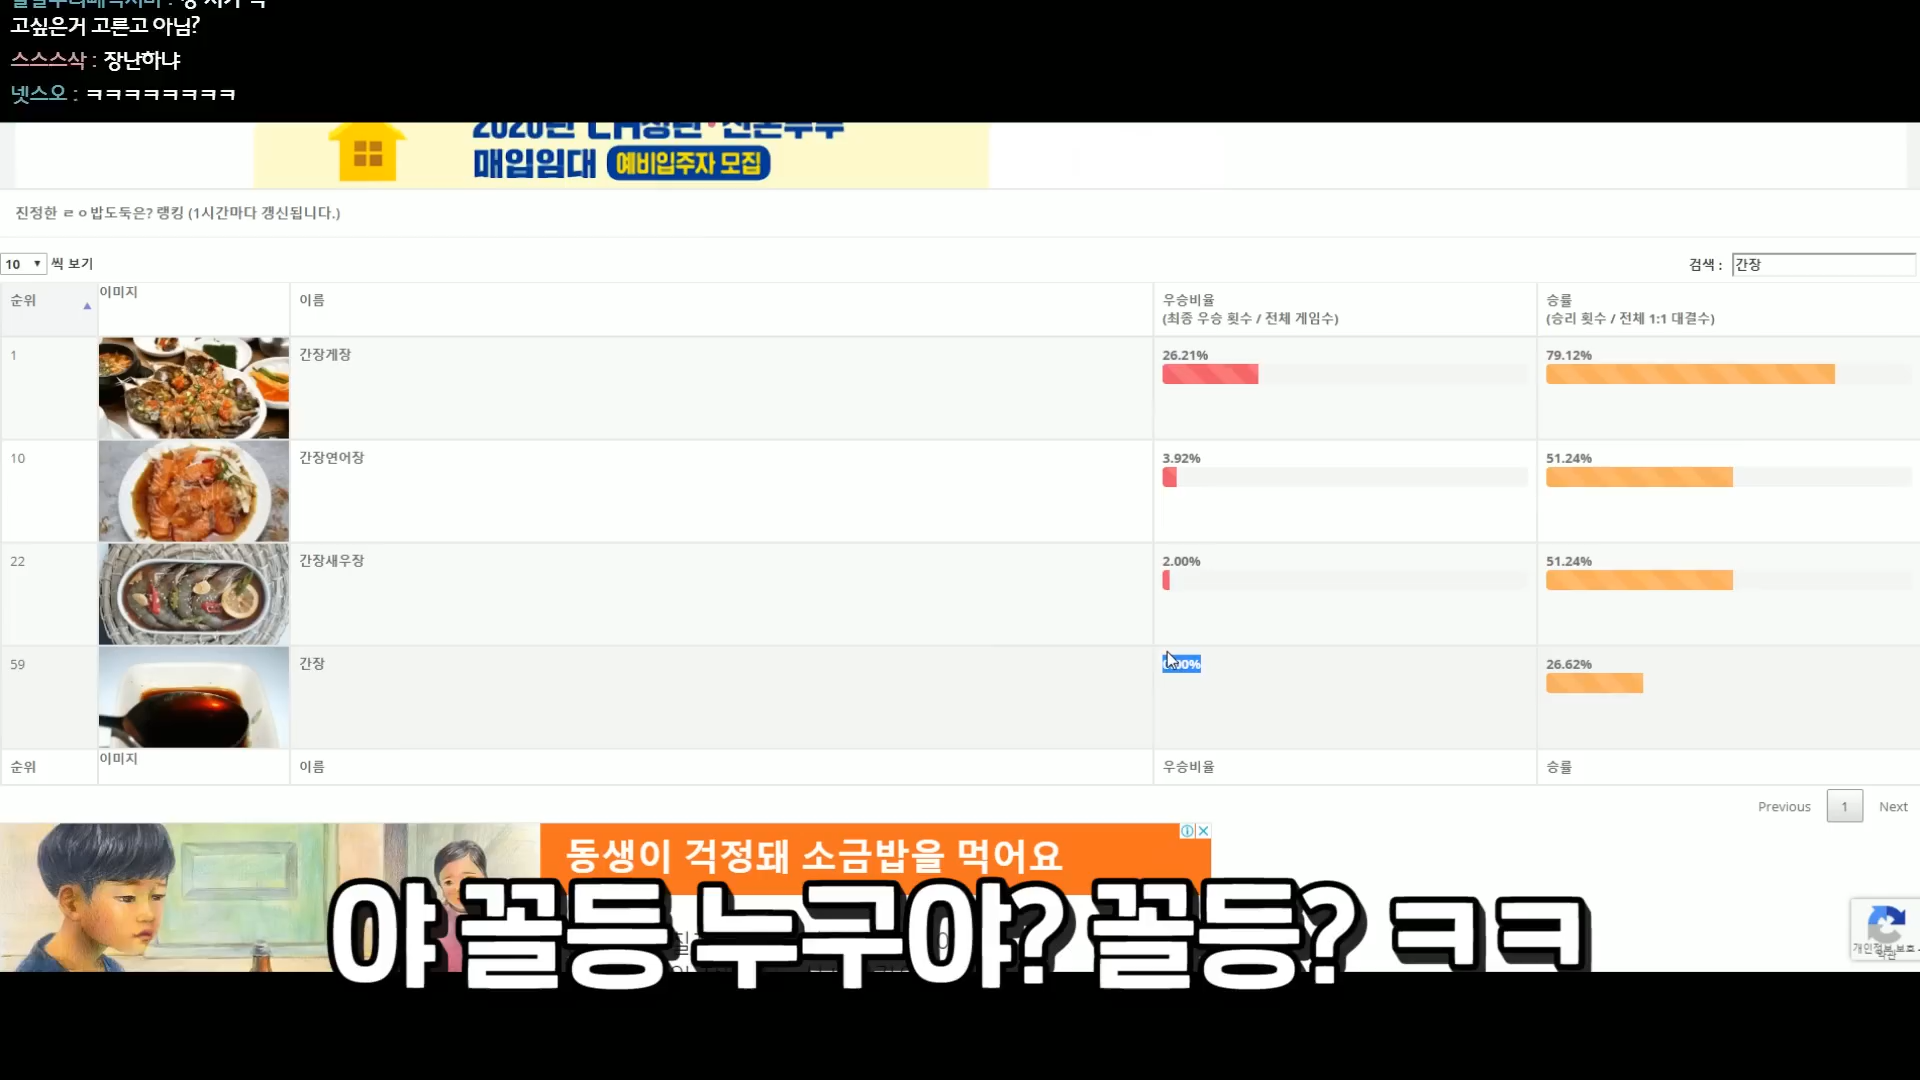 고싶은거 고른고 아님?
스스스삭 : 장난하냐
넷스오 : ㅋㅋㅋㅋㅋㅋㅋㅋ
매입임대 예비입주자 모집
진정한 ㄹㅇ밥도둑은? 랭킹 (1시간마다 갱신됩니다.)
10 씩 보기
검색 : 간장
순위 이미지 이름 우승비율 승률
(최종 우승 횟수 / 전체 게임수) (승리 횟수 / 전체 1:1 대결수)
1 간장게장 26.21% 79.12%
10 간장연어장 3.92% 51.24%
22 간장새우장 2.00% 51.24%
59 간장 26.62%
순위 이미지 이름 우승비율 승률
Previous 1 Next
동생이 걱정돼 소금밥을 먹어요
야 꼴등 누구야? 꼴등? ㅋㅋ
개인정보 보호 -
약관